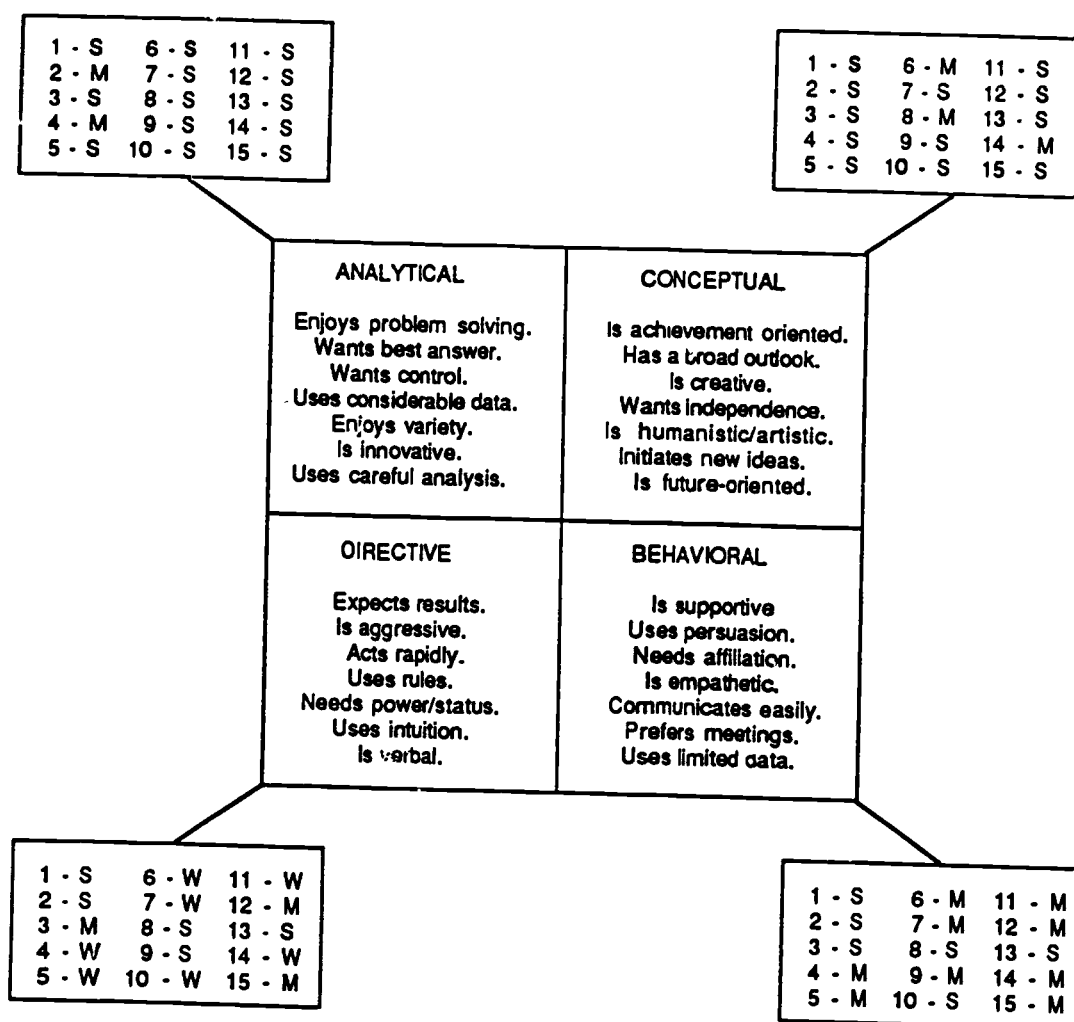 1 - S 6 - S 11 - S
2 - M 7 - S 12 - S
3 - S 8 - S 13 - S
4 - M 9 - S 14 - S
5 - S 10 - S 15 - S
1 - S 6 - M 11 - S
2 - S 7 - S 12 - S
3 - S 8 - M 13 - S
4 - S 9 - S 14 - M
5 - S 10 - S 15 - S
ANALYTICAL
Enjoys problem solving.
Wants best answer.
Wants control.
Uses considerable data.
Enjoys variety.
Is innovative.
Uses careful analysis.
CONCEPTUAL
Is achievement oriented.
Has a broad outlook.
Is creative.
Wants independence.
Is humanistic/artistic.
Initiates new ideas.
Is future-oriented.
DIRECTIVE
Expects results.
Is aggressive.
Acts rapidly.
Uses rules.
Needs power/status.
Uses intuition.
Is verbal.
BEHAVIORAL
Is supportive
Uses persuasion.
Needs affiliation.
Is empathetic.
Communicates easily.
Prefers meetings.
Uses limited data.
1 - S 6 - W 11 - W
2 - S 7 - W 12 - M
3 - M 8 - S 13 - S
4 - W 9 - S 14 - W
5 - W 10 - W 15 - M
1 - S 6 - M 11 - M
2 - S 7 - M 12 - M
3 - S 8 - S 13 - S
4 - M 9 - M 14 - M
5 - M 10 - S 15 - M